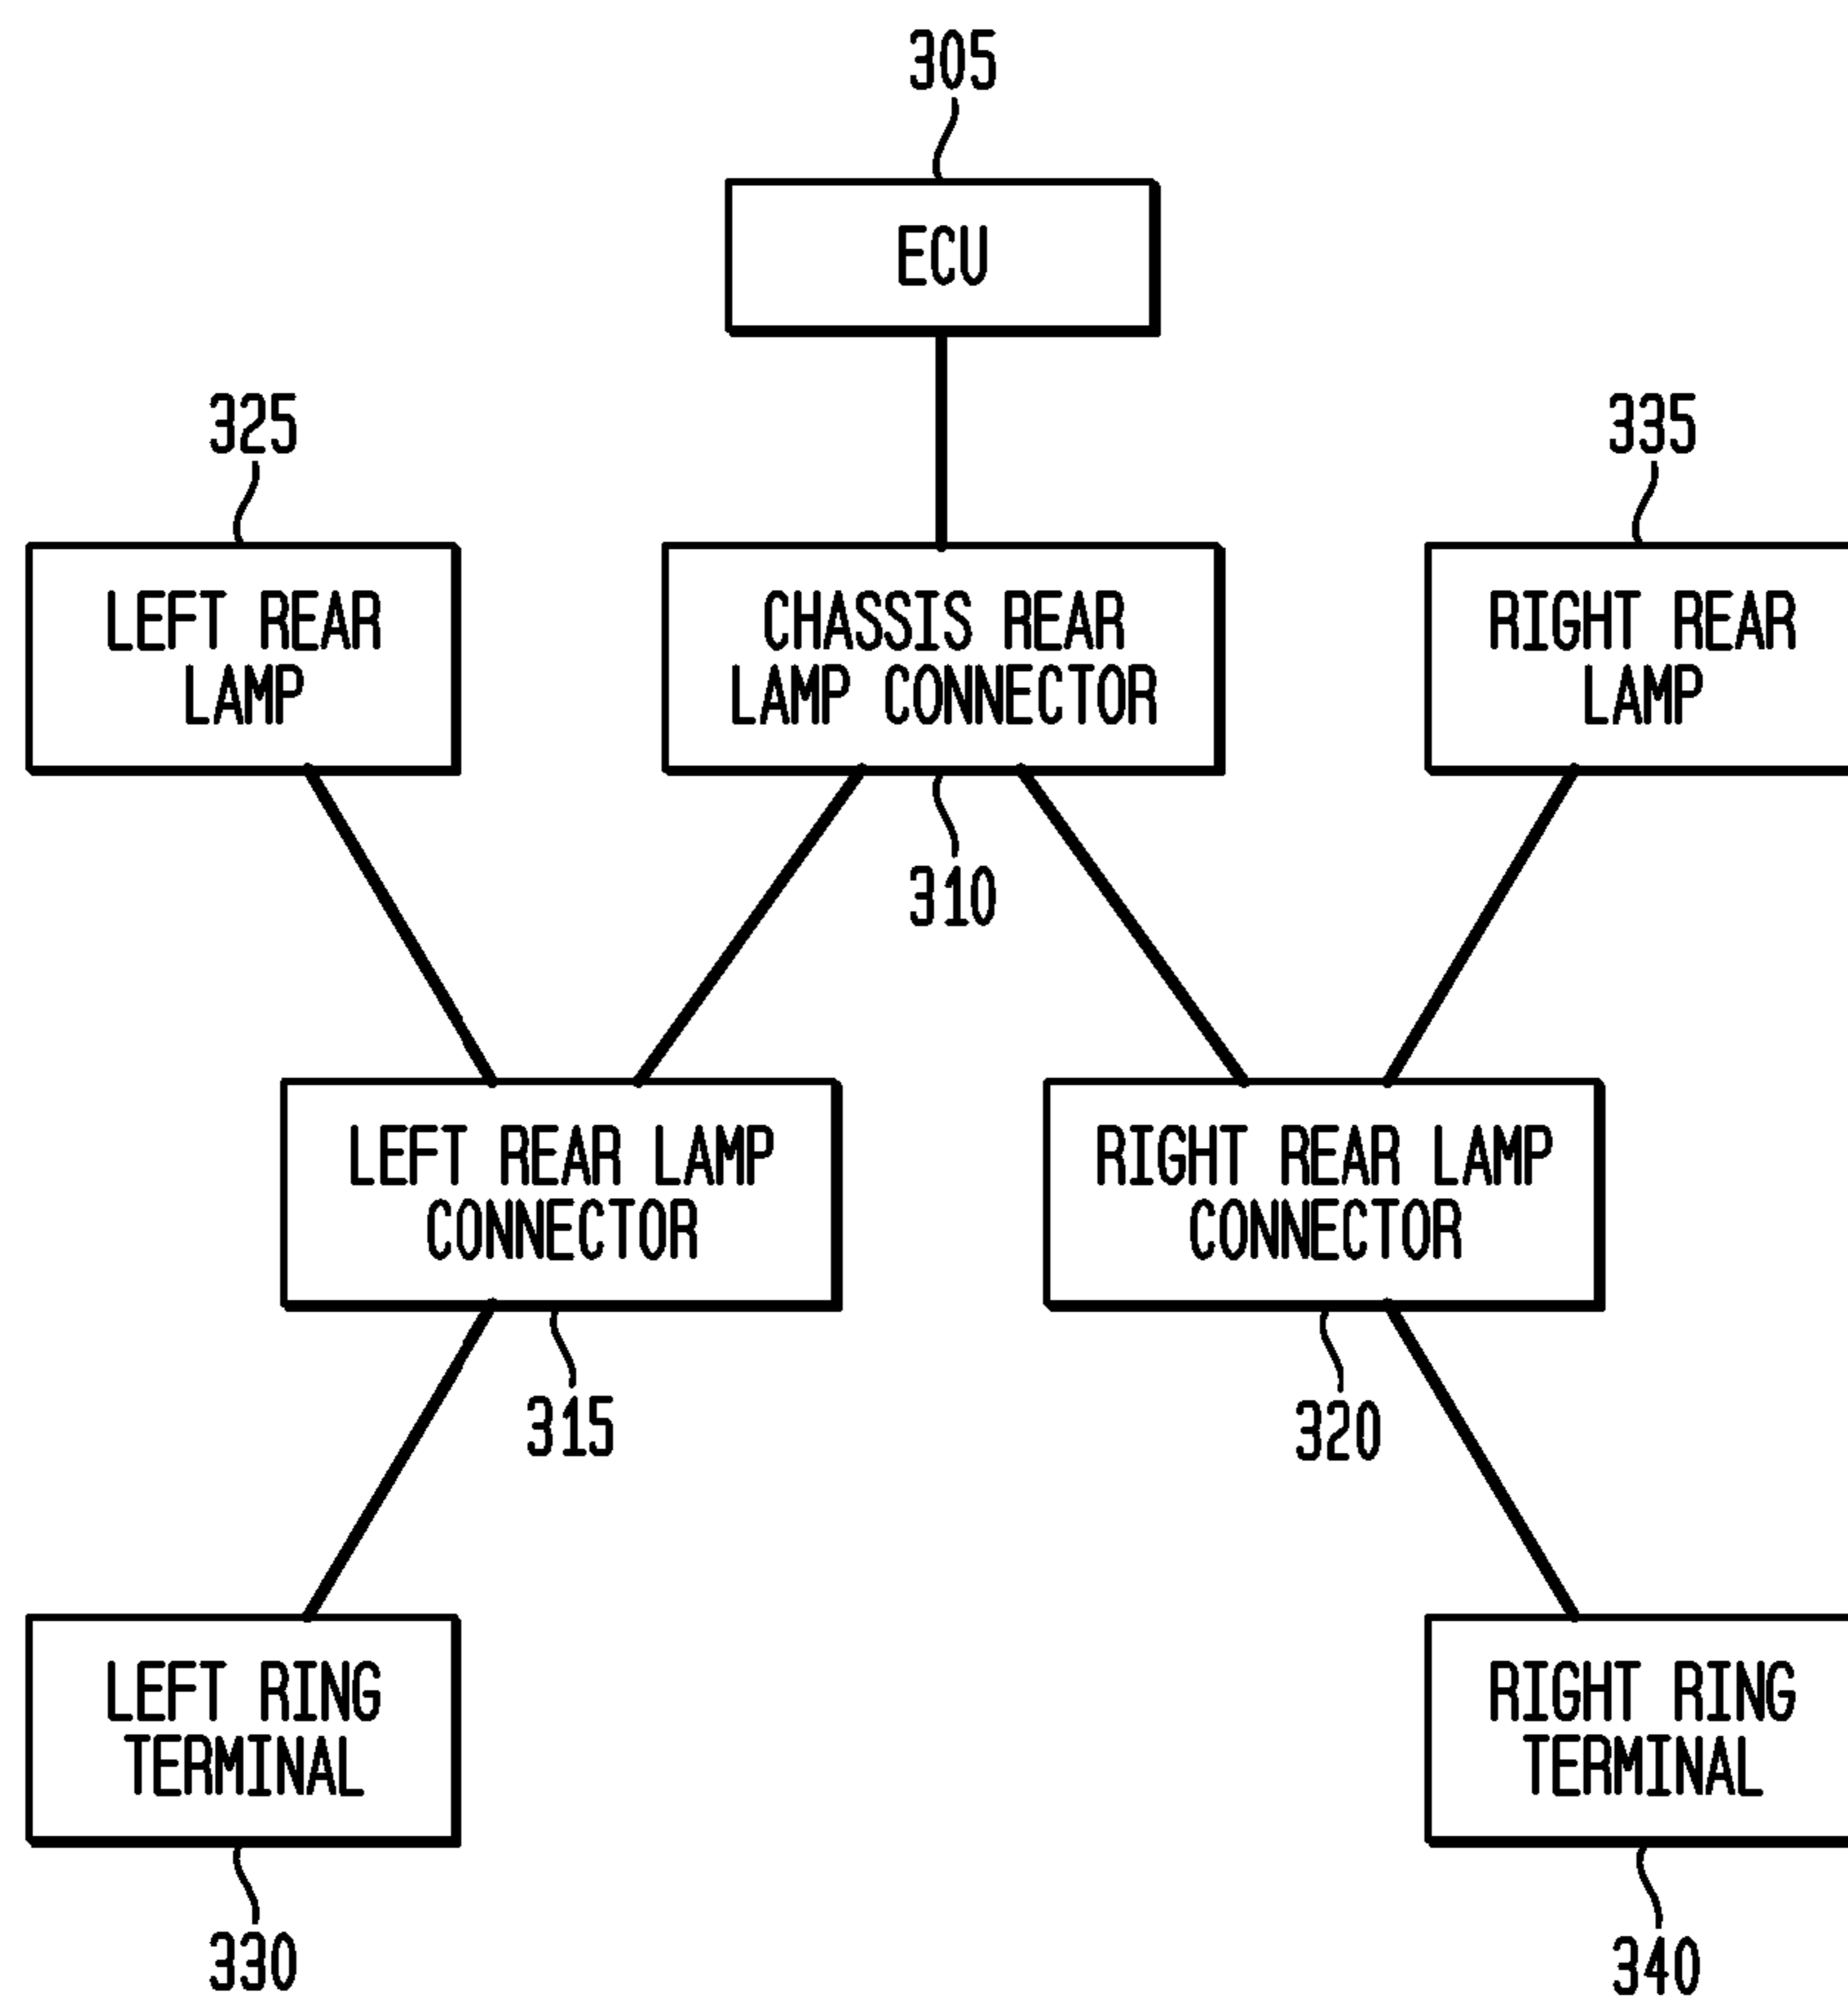 305
ECU
325
335
LEFT REAR
LAMP
CHASSIS REAR
LAMP CONNECTOR
RIGHT REAR
LAMP
310
LEFT REAR LAMP
CONNECTOR
RIGHT REAR LAMP
CONNECTOR
315
320
LEFT RING
TERMINAL
RIGHT RING
TERMINAL
330
340